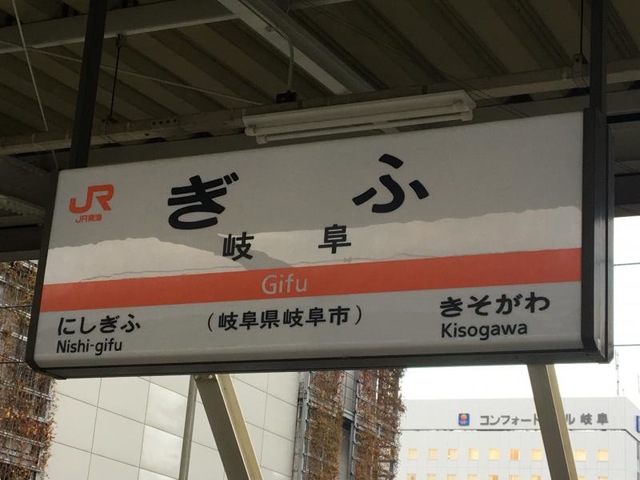 JR
JR東海
ぎふ
岐阜
Gifu
にしぎふ
Nishi-gifu
(岐阜県岐阜市)
きそがわ
Kisogawa
コンフォート
ル岐阜